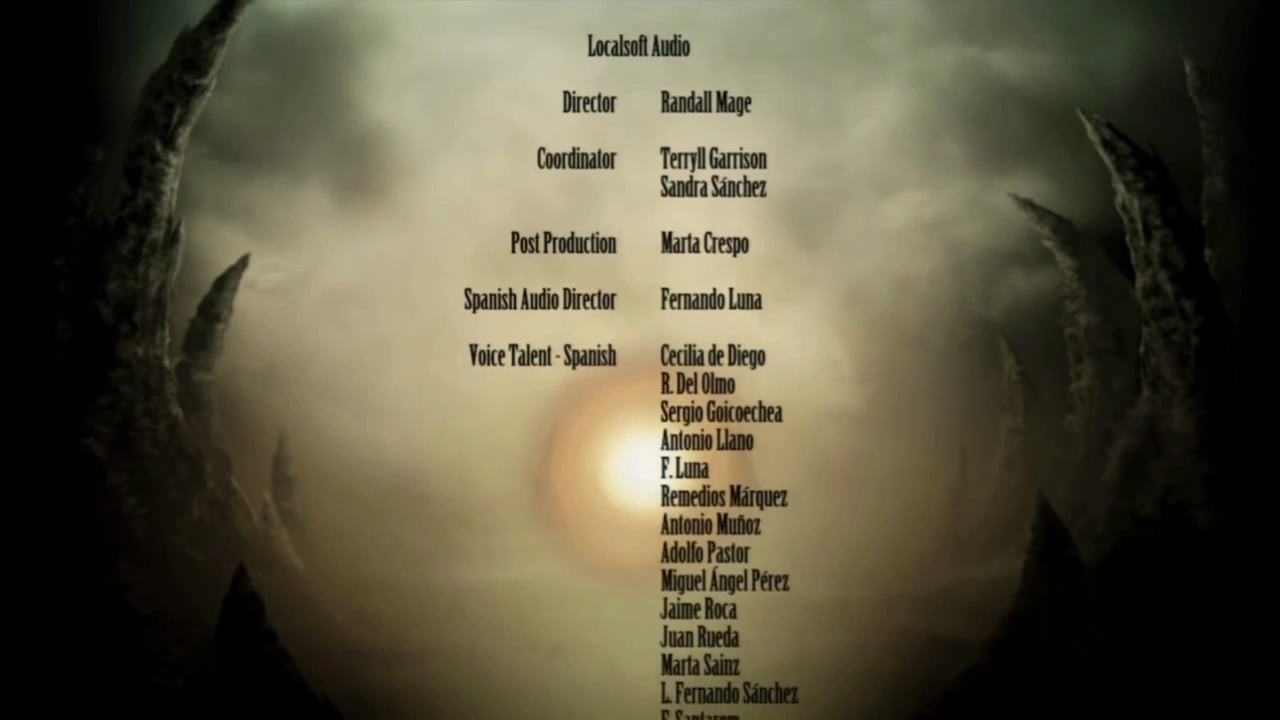 Localsoft Audio
Director Randall Mage
Coordinator Terryll Garrison
Sandra Sánchez
Post Production Marta Crespo
Spanish Audio Director Fernando Luna
Voice Talent - Spanish Cecilia de Diego
R. Del Olmo
Sergio Goicoechea
Antonio Llano
F. Luna
Remedios Márquez
Antonio Muñoz
Adolfo Pastor
Miguel Ángel Pérez
Jaime Roca
Juan Rueda
Marta Sainz
L. Fernando Sánchez